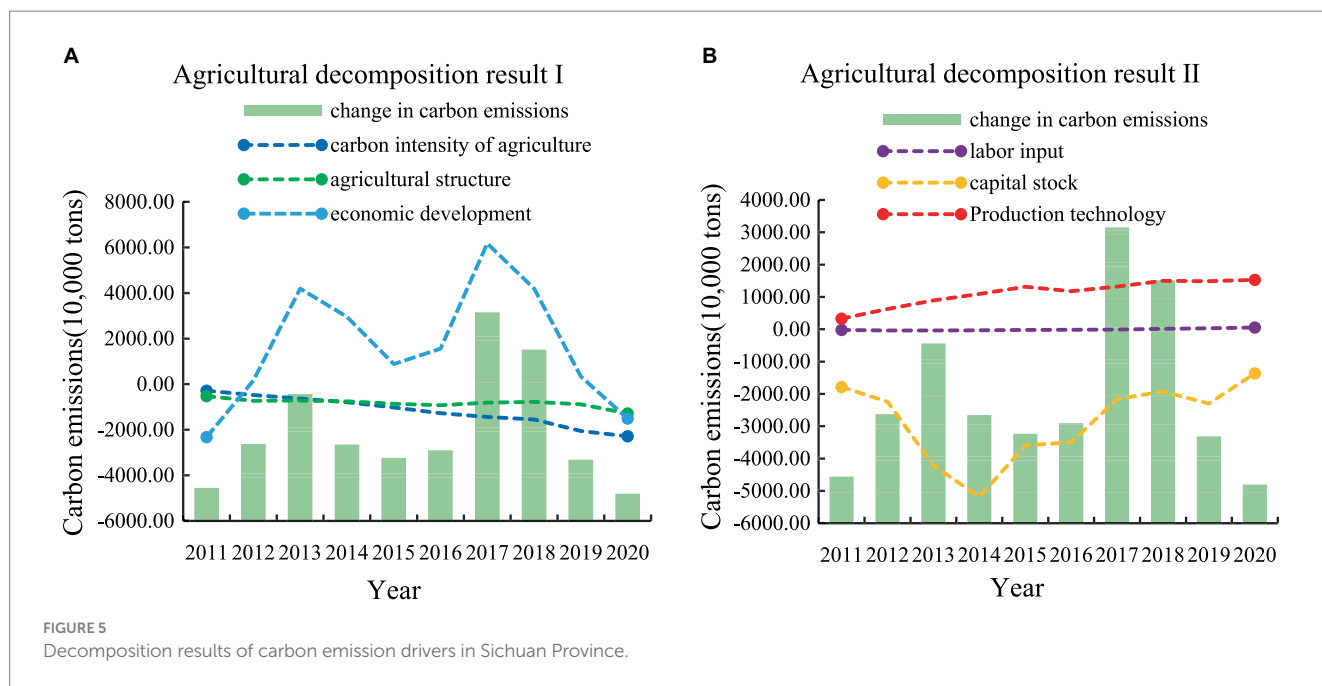 A
Agricultural decomposition result I
change in carbon emissions
carbon intensity of agriculture
agricultural structure
economic development
Carbon emissions(10,000 tons)
8000.00
6000.00
4000.00
2000.00
0.00
-2000.00
-4000.00
-6000.00
2011 2012 2013 2014 2015 2016 2017 2018 2019 2020
Year
B
Agricultural decomposition result II
change in carbon emissions
labor input
capital stock
Production technology
Carbon emissions(10,000 tons)
4000.00
3000.00
2000.00
1000.00
0.00
-1000.00
-2000.00
-3000.00
-4000.00
-5000.00
-6000.00
2011 2012 2013 2014 2015 2016 2017 2018 2019 2020
Year
FIGURE 5
Decomposition results of carbon emission drivers in Sichuan Province.